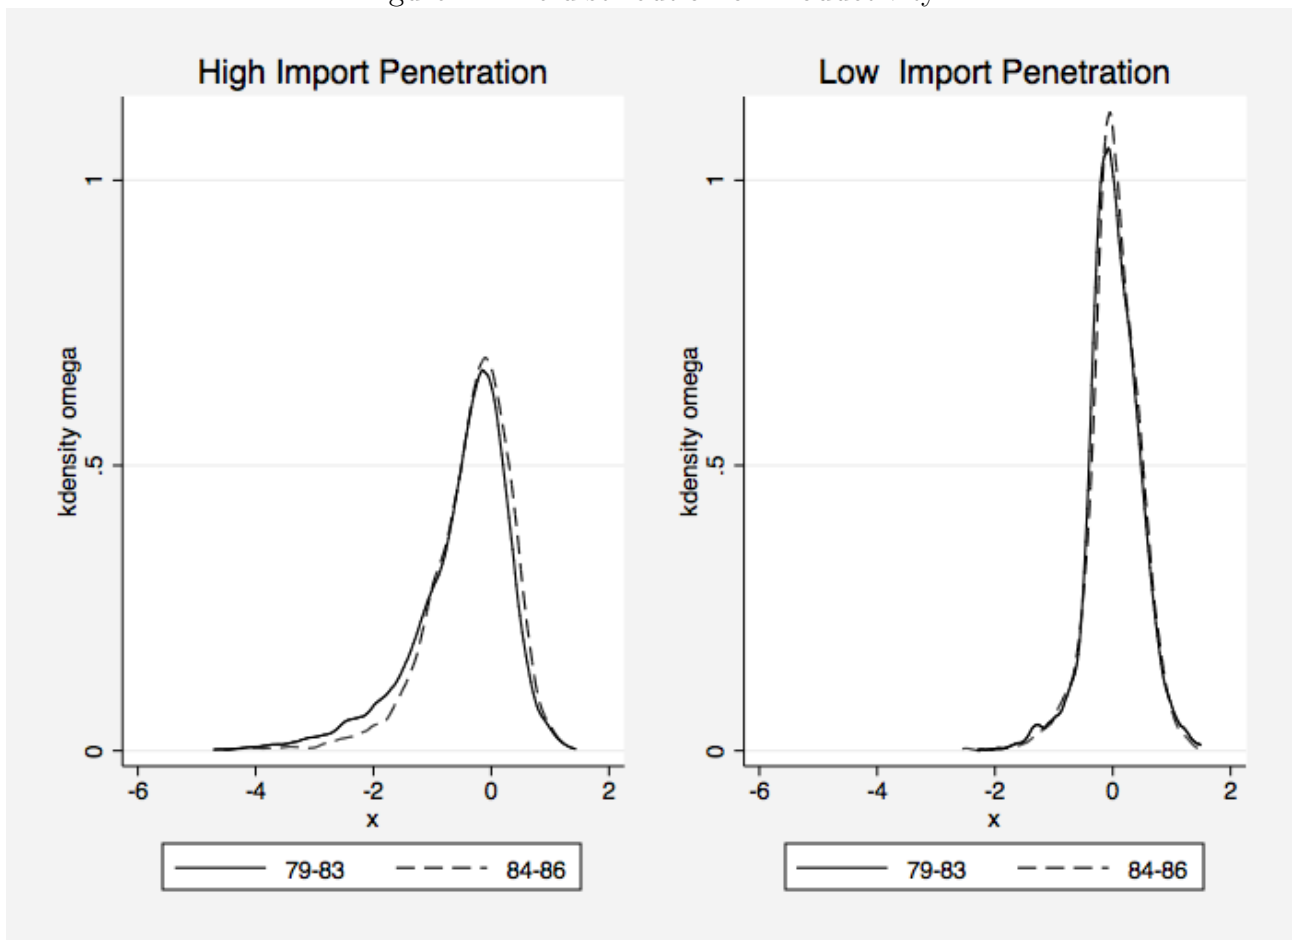 High Import Penetration
kdensity omega
1
.5
0
-6 -4 -2 0 2
x
79-83 84-86
Low Import Penetration
kdensity omega
1
.5
0
-6 -4 -2 0 2
x
79-83 84-86